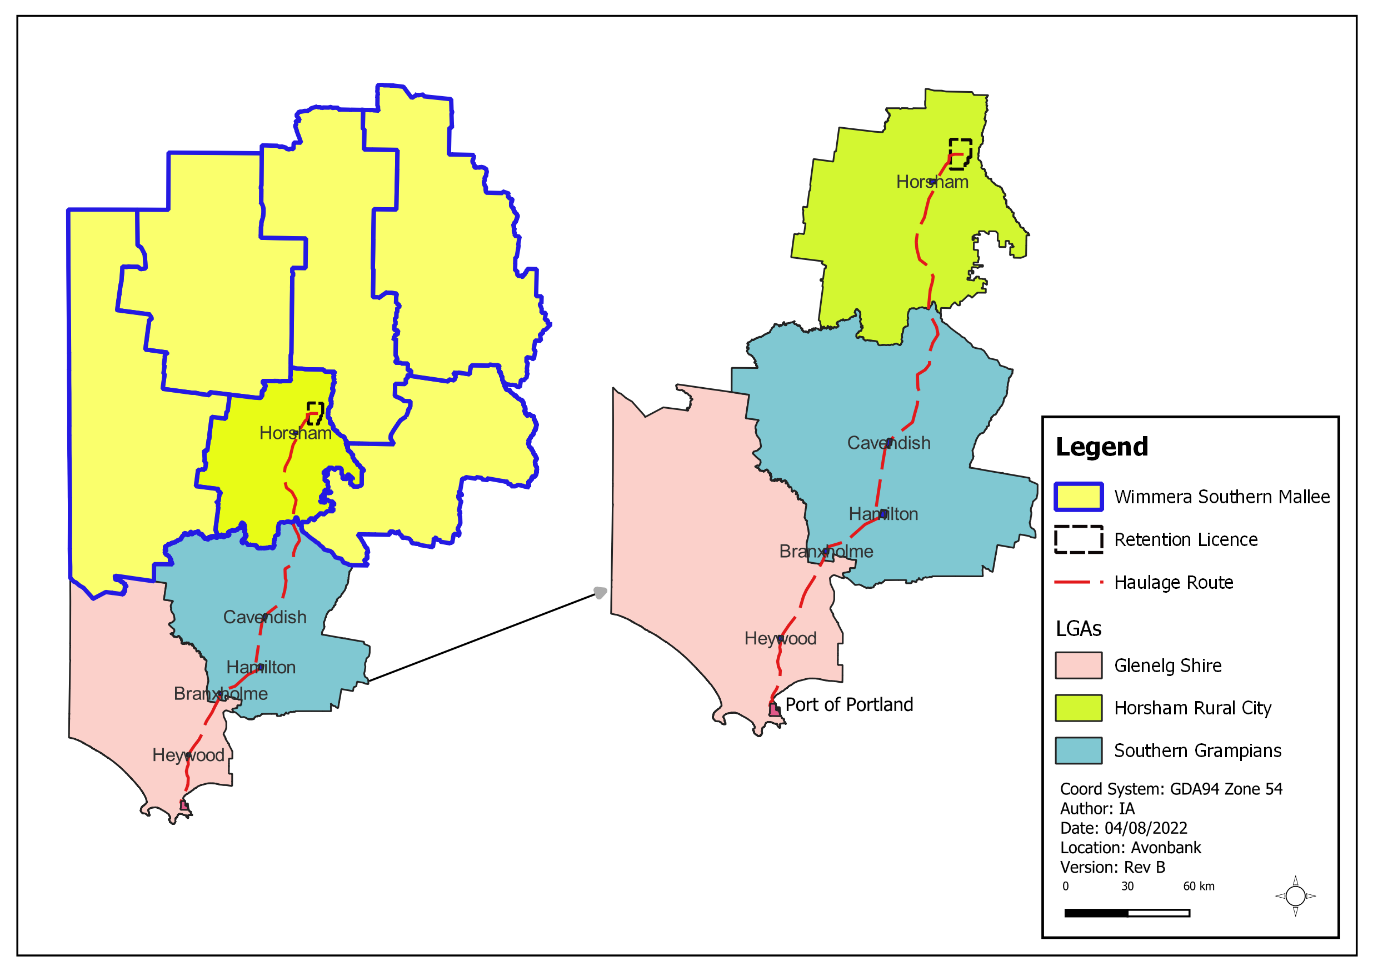 Horsham
Cavendish
Hamilton
Branxholme
Heywood
Horsham
Cavendish
Hamilton
Branxholme
Heywood
Port of Portland
Legend
Wimmera Southern Mallee
Retention Licence
Haulage Route
LGAs
Glenelg Shire
Horsham Rural City
Southern Grampians
Coord System: GDA94 Zone 54
Author: IA
Date: 04/08/2022
Location: Avonbank
Version: Rev B
0 30 60 km